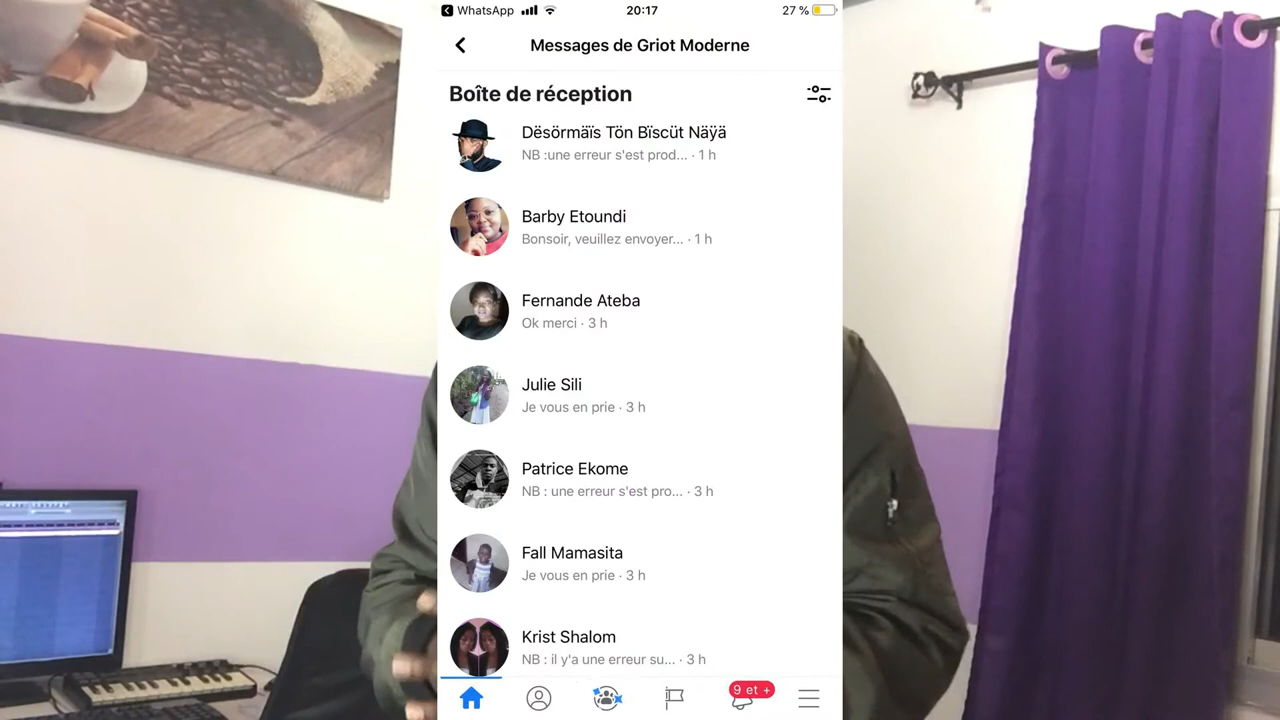 WhatsApp 20:17 27 %
Messages de Griot Moderne
Boîte de réception
Dësörmäïs Tön Bïscüt Näÿä
NB :une erreur s'est prod... · 1 h
Barby Etoundi
Bonsoir, veuillez envoyer... · 1 h
Fernande Ateba
Ok merci · 3 h
Julie Sili
Je vous en prie · 3 h
Patrice Ekome
NB : une erreur s'est pro... · 3 h
Fall Mamasita
Je vous en prie · 3 h
Krist Shalom
NB : il y'a une erreur su... · 3 h
9 et +